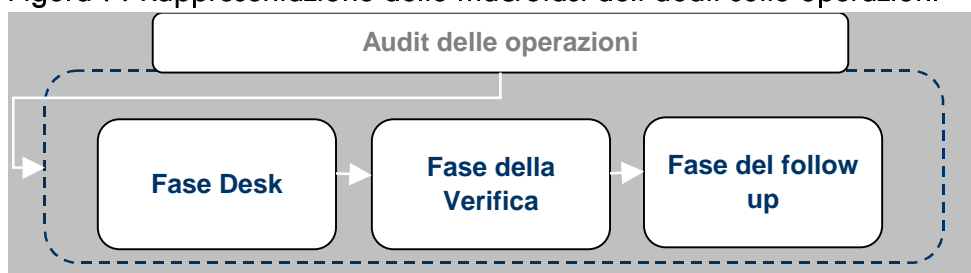 Audit delle operazioni
Fase Desk
Fase della
Verifica
Fase del follow
up